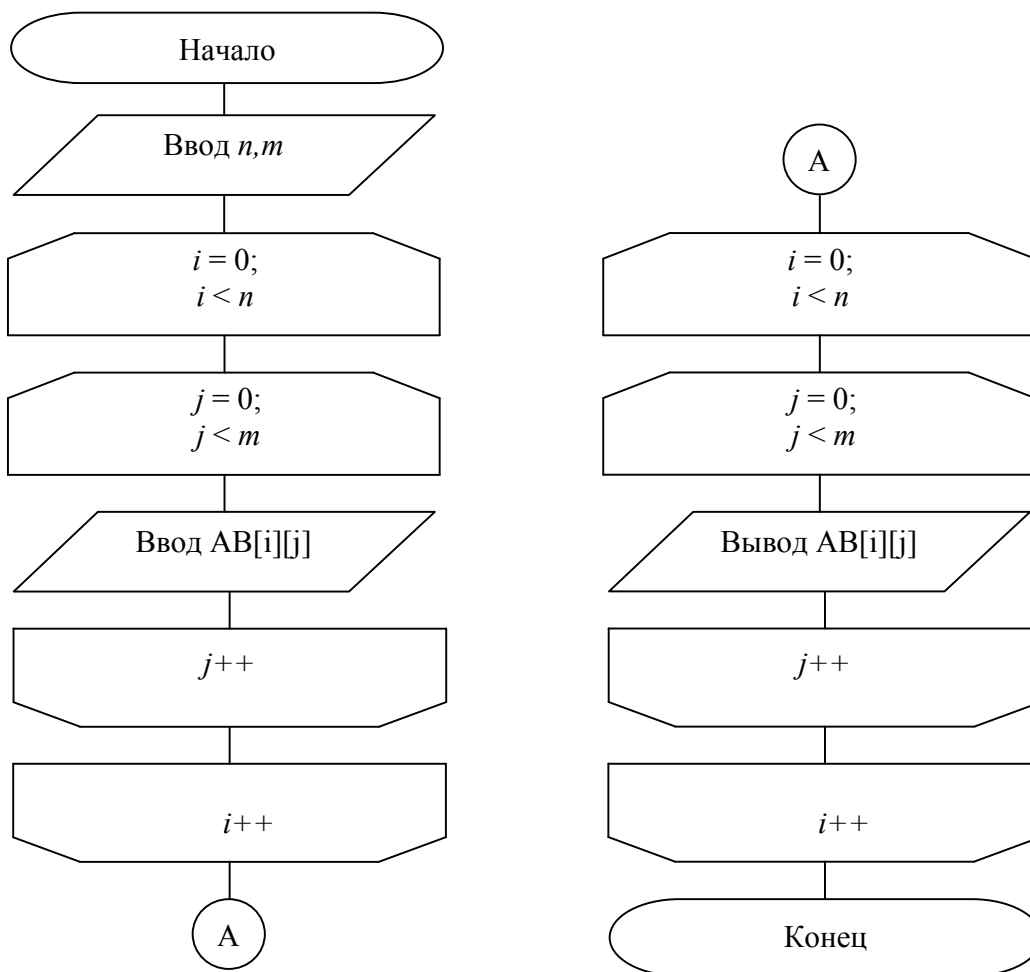 Начало
Ввод n,m
i = 0;
i < n
j = 0;
j < m
Ввод AB[i][j]
j++
i++
А
А
i = 0;
i < n
j = 0;
j < m
Вывод AB[i][j]
j++
i++
Конец